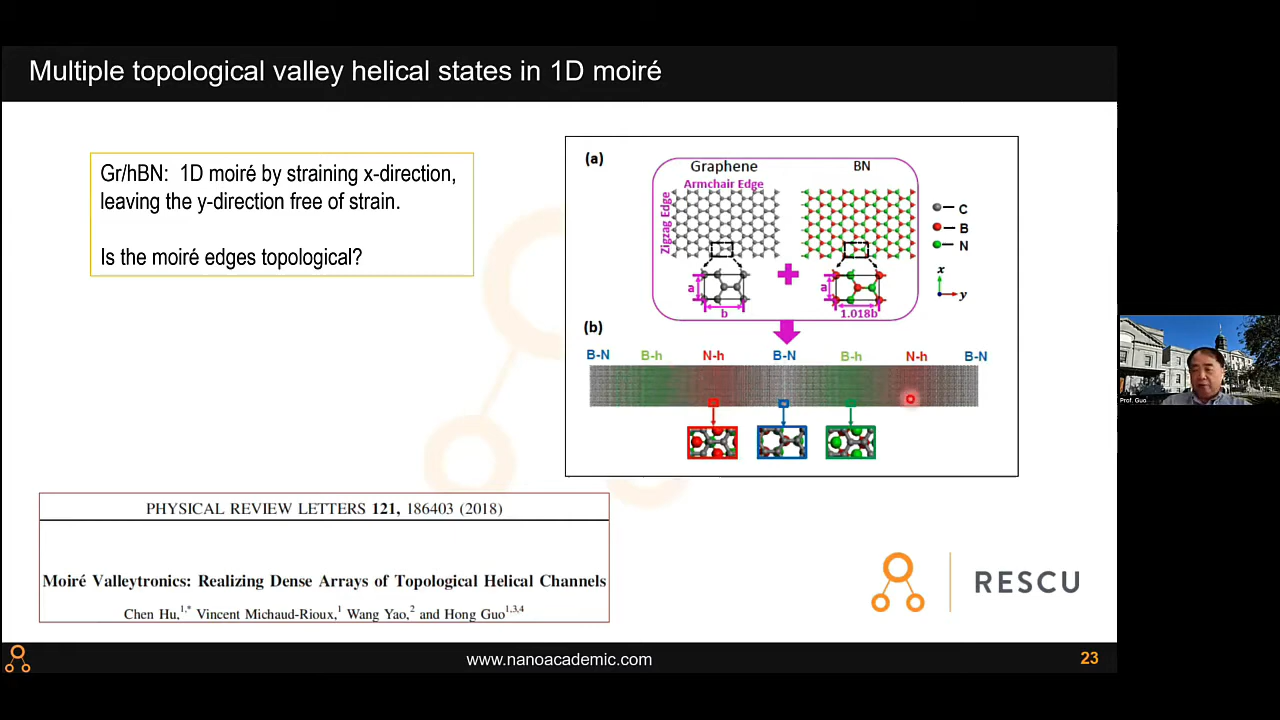 Multiple topological valley helical states in 1D moiré
Gr/hBN: 1D moiré by straining x-direction,
leaving the y-direction free of strain.
Is the moiré edges topological?
(a)
Graphene
BN
Armchair Edge
Zigzag Edge
C
B
N
a
b
a
1.018b
x
y
(b)
B-N B-h N-h B-N B-h N-h B-N
PHYSICAL REVIEW LETTERS 121, 186403 (2018)
Moiré Valleytronics: Realizing Dense Arrays of Topological Helical Channels
Chen Hu,1,* Vincent Michaud-Rioux,1 Wang Yao,2 and Hong Guo1,3,4
RESCU
www.nanoacademic.com
23
Prof. Guo